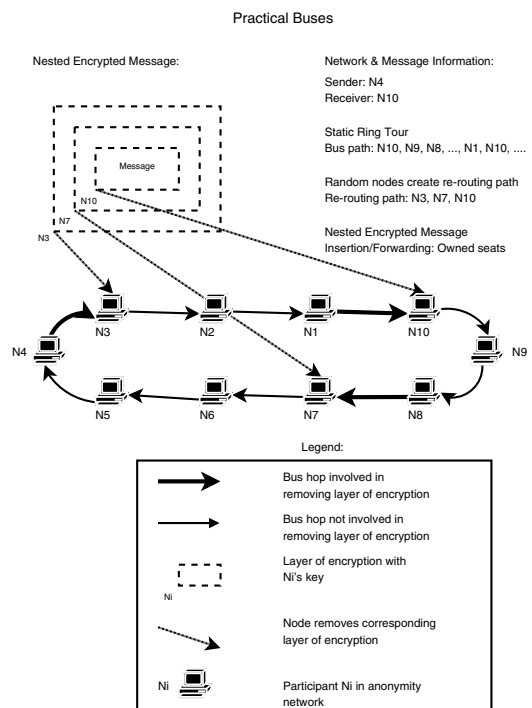 Practical Buses
Nested Encrypted Message:
Message
N10
N7
N3
Network & Message Information:
Sender: N4
Receiver: N10
Static Ring Tour
Bus path: N10, N9, N8, ..., N1, N10, ....
Random nodes create re-routing path
Re-routing path: N3, N7, N10
Nested Encrypted Message
Insertion/Forwarding: Owned seats
N3
N2
N1
N10
N4
N9
N5
N6
N7
N8
Legend:
Bus hop involved in
removing layer of encryption
Bus hop not involved in
removing layer of encryption
Ni
Layer of encryption with
Ni's key
Node removes corresponding
layer of encryption
Ni
Participant Ni in anonymity
network